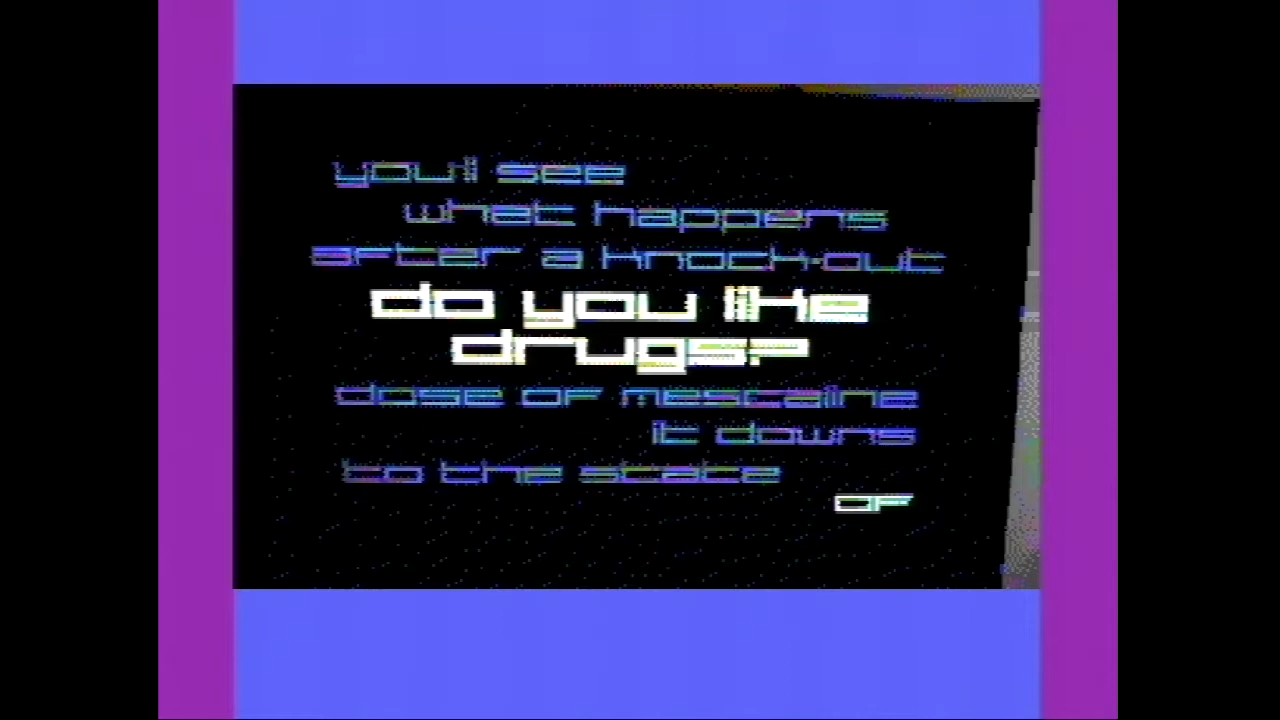 you'll see
what happens
after a knock-out
do you like
drugs?
dose of mescaline
it downs
to the state
of